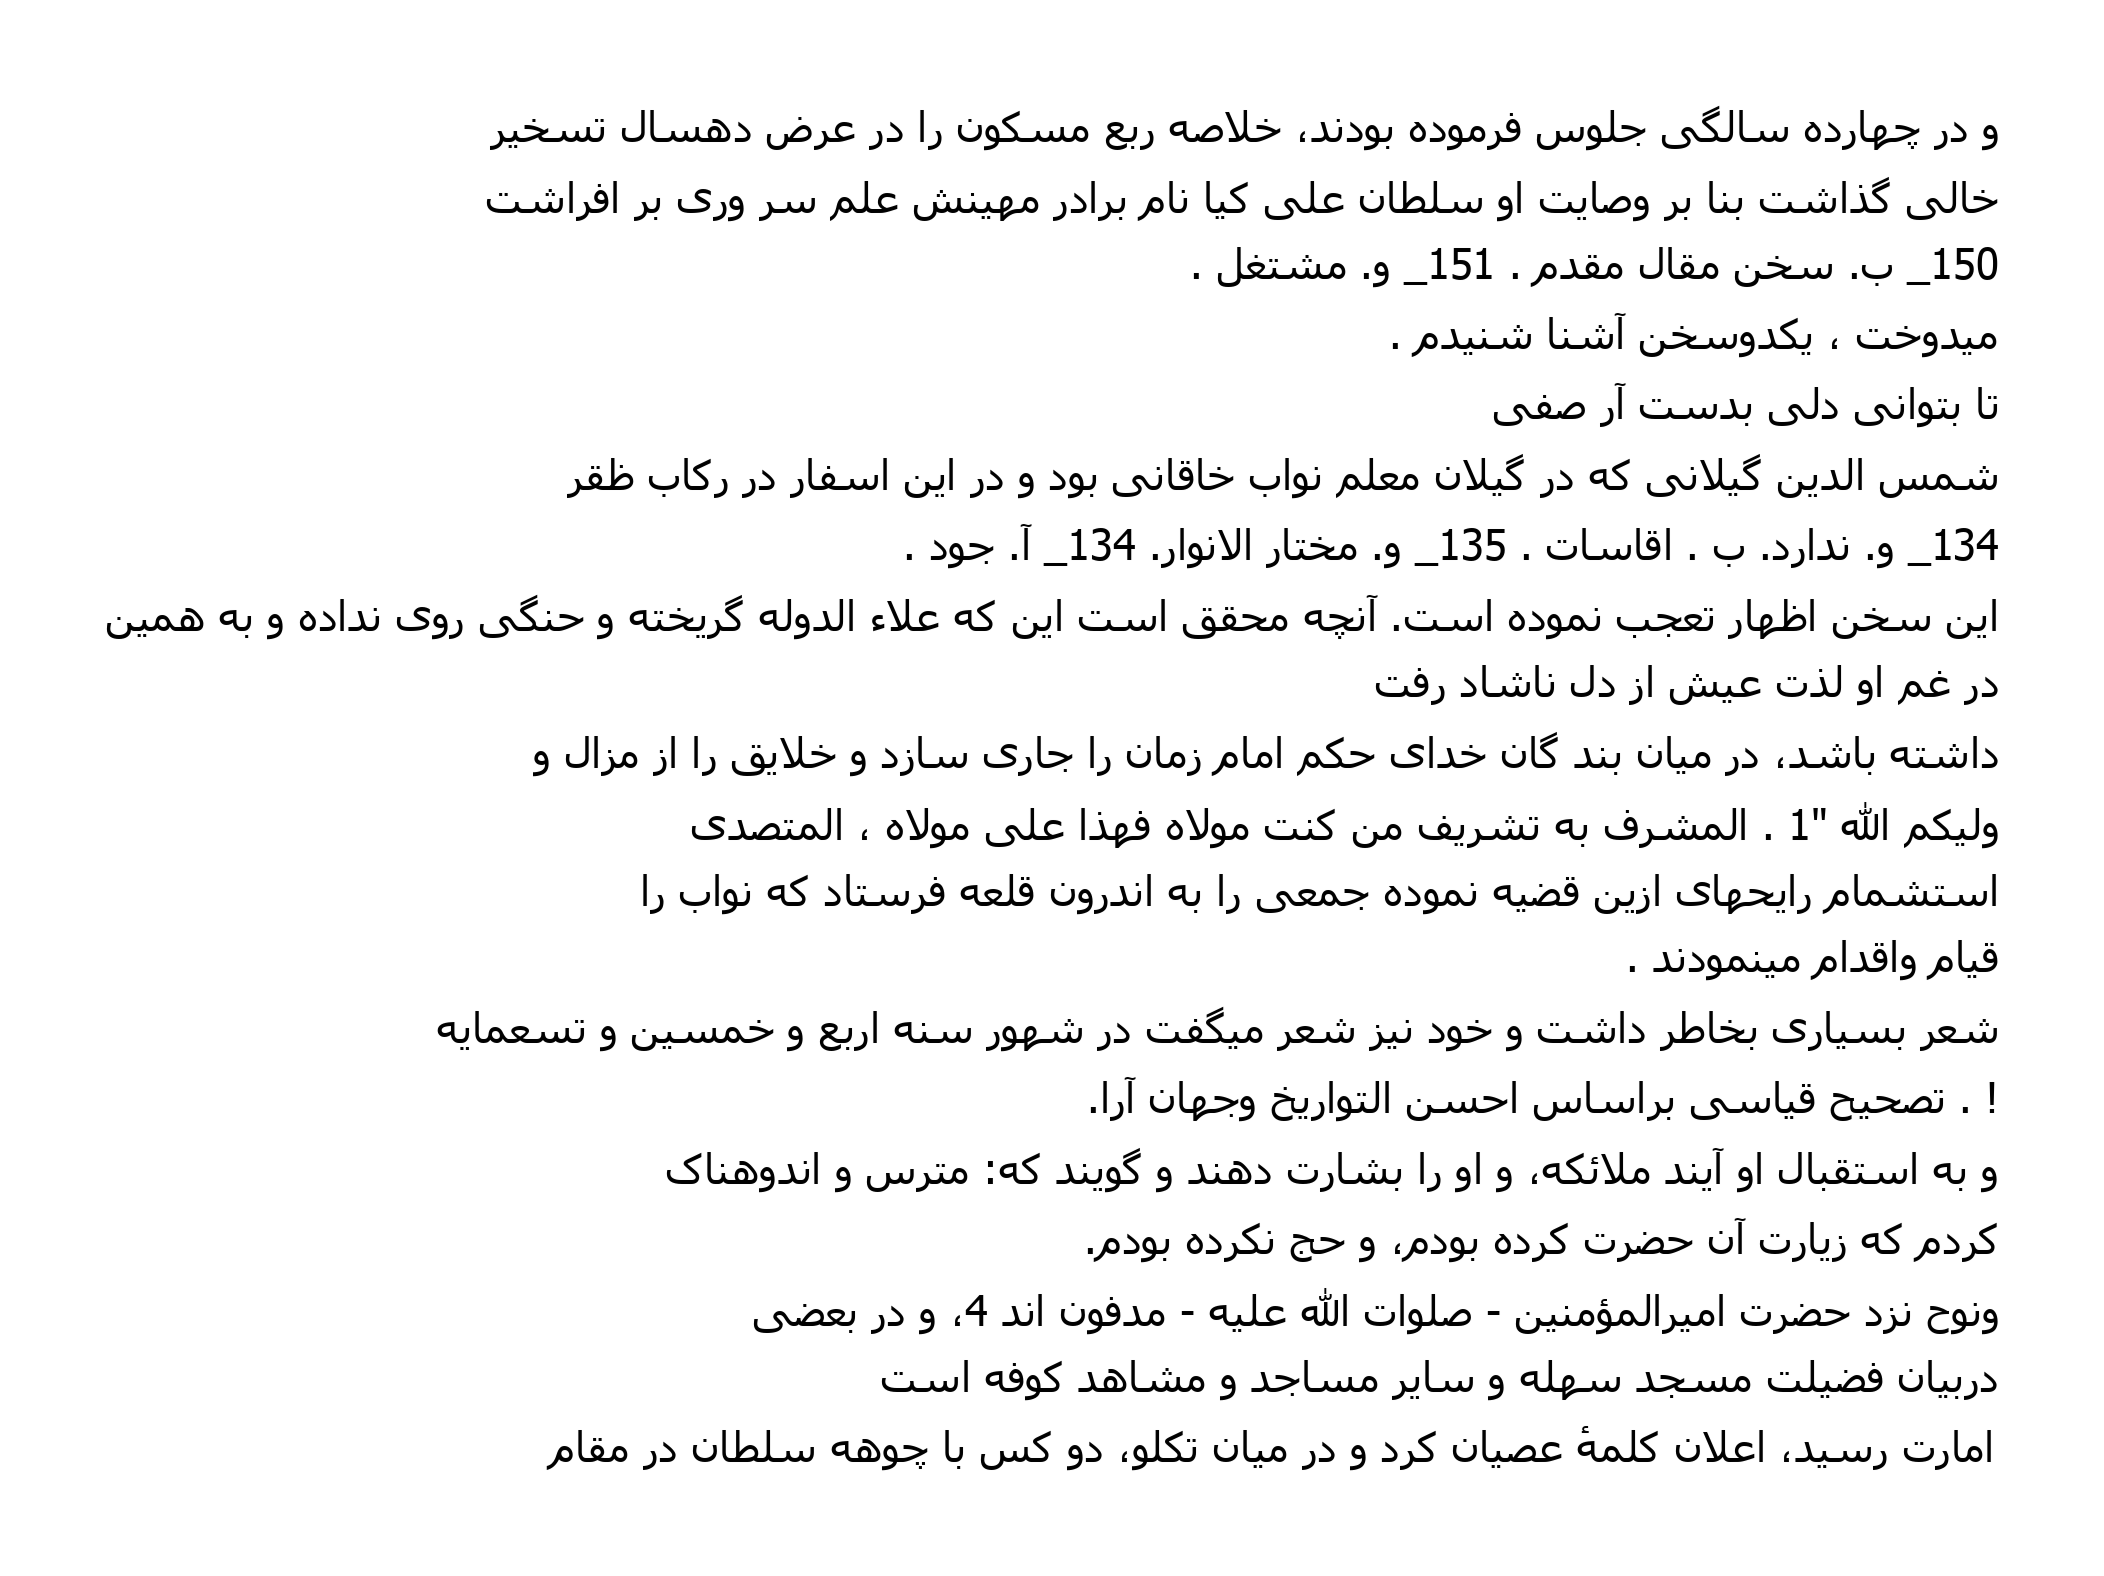 و در چهارده سالگی جلوس فرموده بودند، خلاصه ربع مسکون را در عرض دهسال تسخیر
خالی گذاشت بنا بر وصایت او سلطان علی کیا نام برادر مهینش علم سر وری بر افراشت
150_ ب. سخن مقال مقدم . 151_ و. مشتغل .
میدوخت ، یکدوسخن آشنا شنیدم .
تا بتوانی دلی بدست آر صفی
شمس الدین گیلانی که در گیلان معلم نواب خاقانی بود و در این اسفار در رکاب ظقر
134_ و. ندارد. ب . اقاسات . 135_ و. مختار الانوار. 134_ آ. جود .
این سخن اظهار تعجب نموده است. آنچه محقق است این که علاء الدوله گریخته و حنگی روی نداده و به همین
در غم او لذت عیش از دل ناشاد رفت
داشته باشد، در میان بند گان خدای حکم امام زمان را جاری سازد و خلایق را از مزال و
ولیکم الله "1 . المشرف به تشریف من کنت مولاه فهذا علی مولاه ، المتصدی
استشمام رایحهای ازین قضیه نموده جمعی را به اندرون قلعه فرستاد که نواب را
قیام واقدام مینمودند .
شعر بسیاری بخاطر داشت و خود نیز شعر میگفت در شهور سنه اربع و خمسین و تسعمایه
! . تصحیح قیاسی براساس احسن التواریخ وجهان آرا.
و به استقبال او آیند ملائکه، و او را بشارت دهند و گویند که: مترس و اندوهناک
کردم که زیارت آن حضرت کرده بودم، و حج نکرده بودم.
ونوح نزد حضرت امیرالمؤمنین - صلوات الله علیه - مدفون اند 4، و در بعضی
دربیان فضیلت مسجد سهله و سایر مساجد و مشاهد کوفه است
امارت رسید، اعلان کلمهٔ عصیان کرد و در میان تکلو، دو کس با چوهه سلطان در مقام